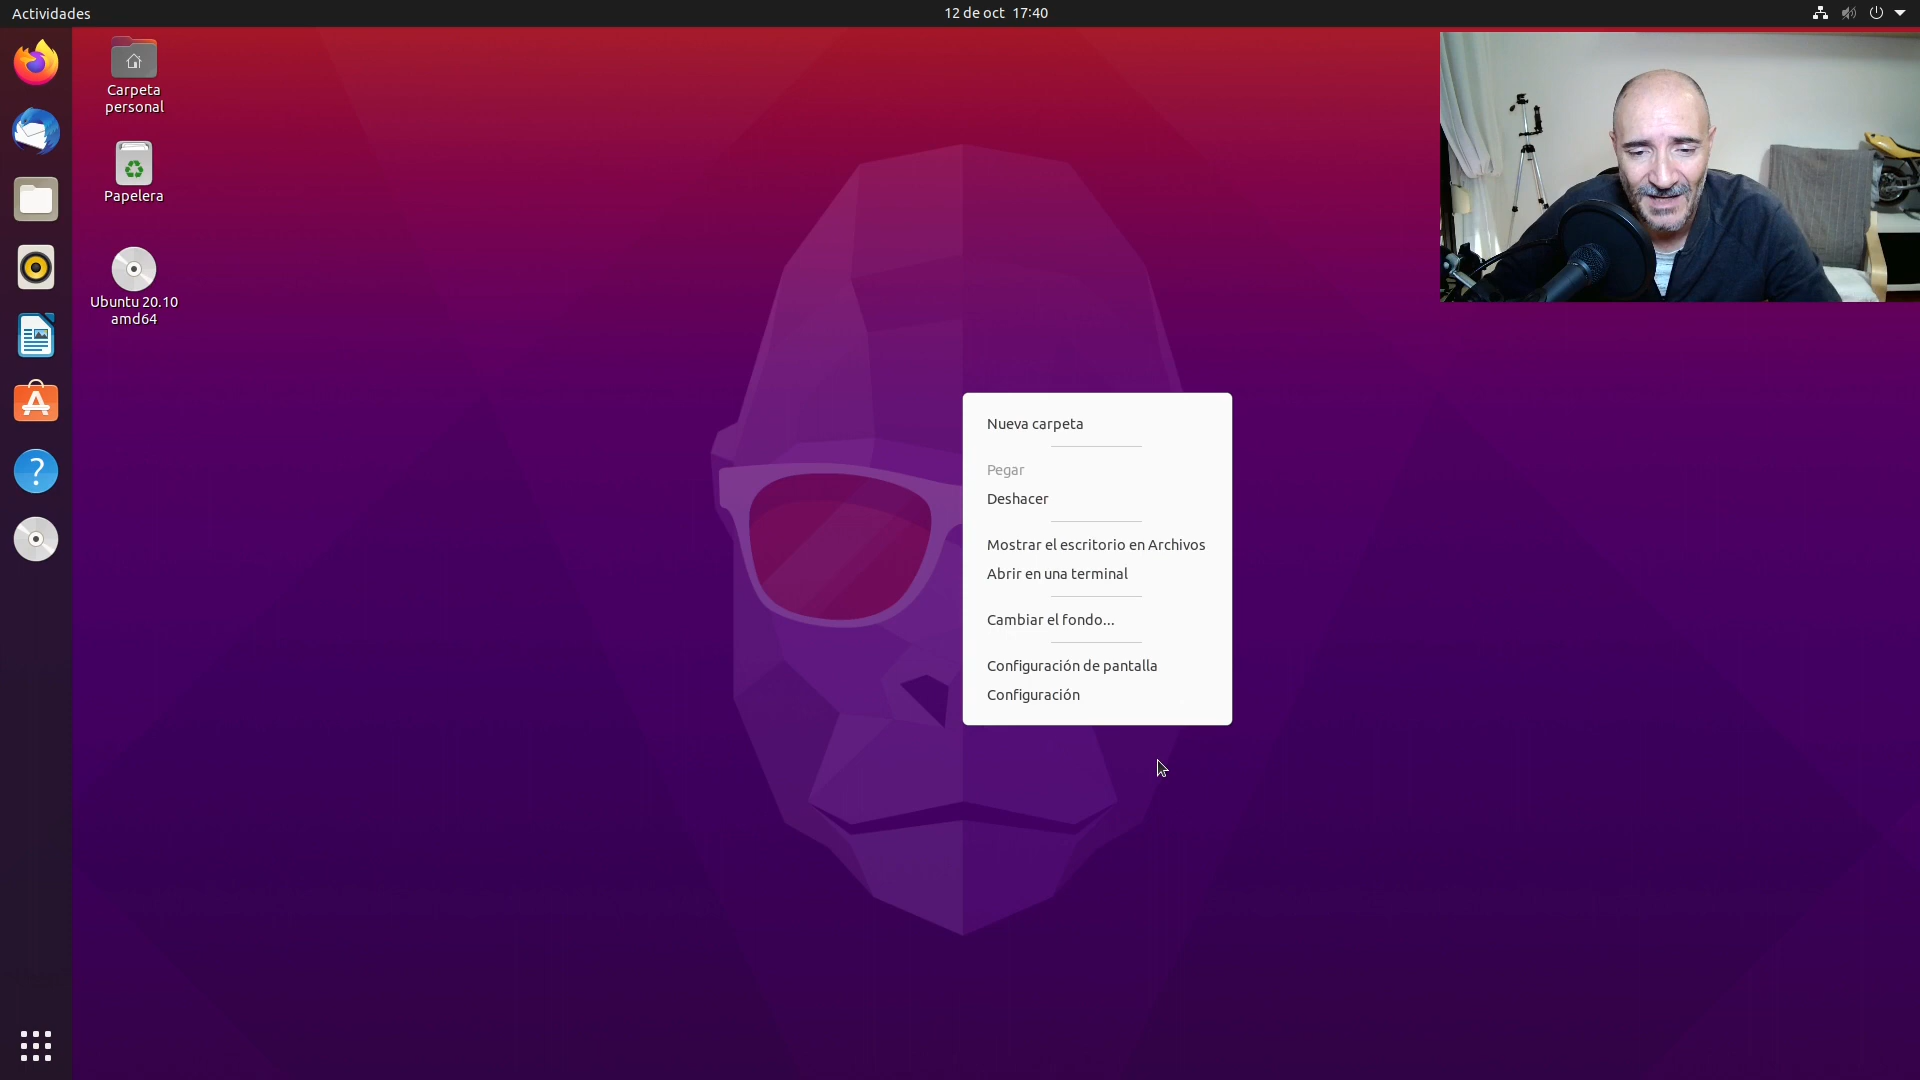 Actividades
12 de oct 17:40
Carpeta
personal
Papelera
Ubuntu 20.10
amd64
Nueva carpeta
Pegar
Deshacer
Mostrar el escritorio en Archivos
Abrir en una terminal
Cambiar el fondo...
Configuración de pantalla
Configuración